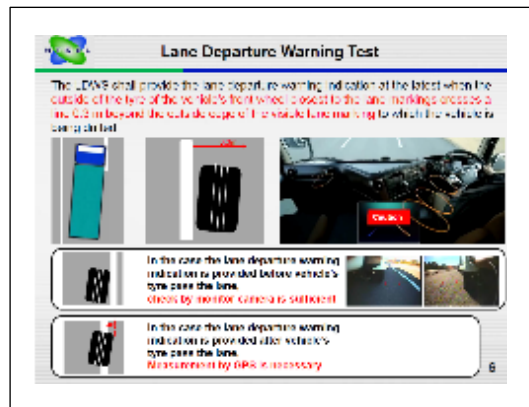 Lane Departure Warning Test
The LDWS shall provide the lane departure warning indication at the latest when the
outside of the tyre of the vehicle's front wheel closest to the lane markings crosses a
line 0.3 m beyond the outside edge of the visible lane marking to which the vehicle is
being drifted
Caution
In the case the lane departure warning
indication is provided before vehicle's
tyre pass the lane.
check by monitor camera is sufficient
In the case the lane departure warning
indication is provided after vehicle's
tyre pass the lane.
Measurement by GPS is necessary
6